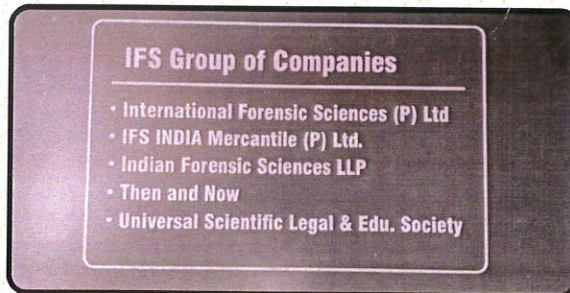 IFS Group of Companies
• International Forensic Sciences (P) Ltd
• IFS INDIA Mercantile (P) Ltd.
• Indian Forensic Sciences LLP
• Then and Now
• Universal Scientific Legal & Edu. Society